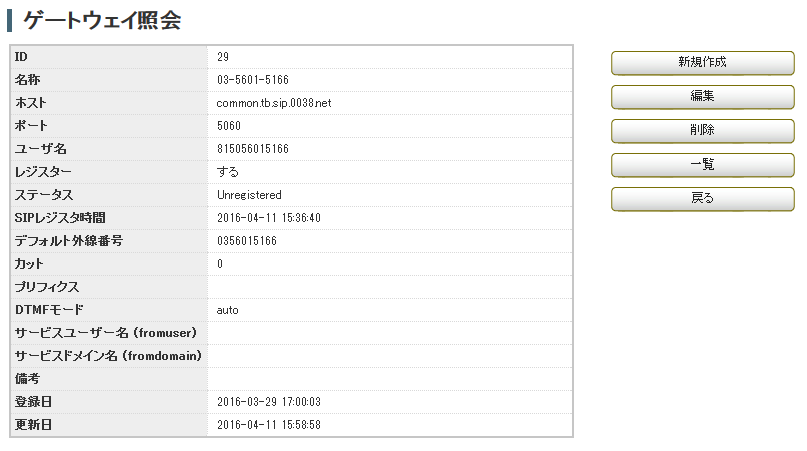 ゲートウェイ照会
ID 29
名称 03-5601-5166
ホスト common.tb.sip.0038.net
ポート 5060
ユーザ名 815056015166
レジスター する
ステータス Unregistered
SIPレジスタ時間 2016-04-11 15:36:40
デフォルト外線番号 0356015166
カット 0
プリフィクス
DTMFモード auto
サービスユーザー名 (fromuser)
サービスドメイン名 (fromdomain)
備考
登録日 2016-03-29 17:00:03
更新日 2016-04-11 15:58:58
新規作成
編集
削除
一覧
戻る